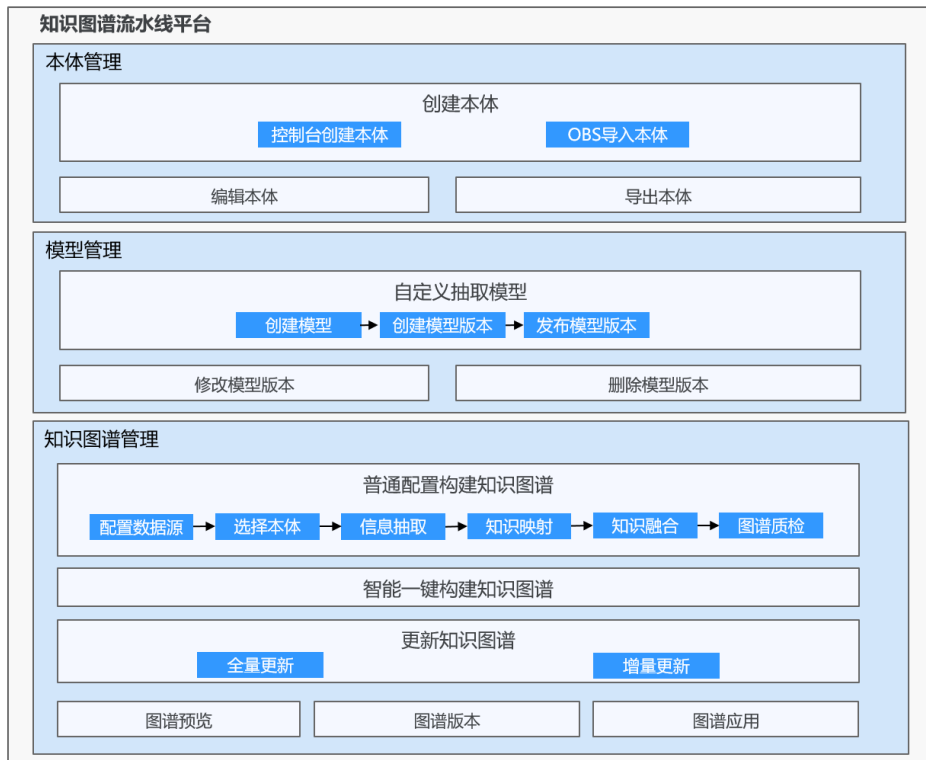 知识图谱流水线平台
本体管理
创建本体
控制台创建本体 OBS导入本体
编辑本体 导出本体
模型管理
自定义抽取模型
创建模型 创建模型版本 发布模型版本
修改模型版本 删除模型版本
知识图谱管理
普通配置构建知识图谱
配置数据源 选择本体 信息抽取 知识映射 知识融合 图谱质检
智能一键构建知识图谱
更新知识图谱
全量更新 增量更新
图谱预览 图谱版本 图谱应用